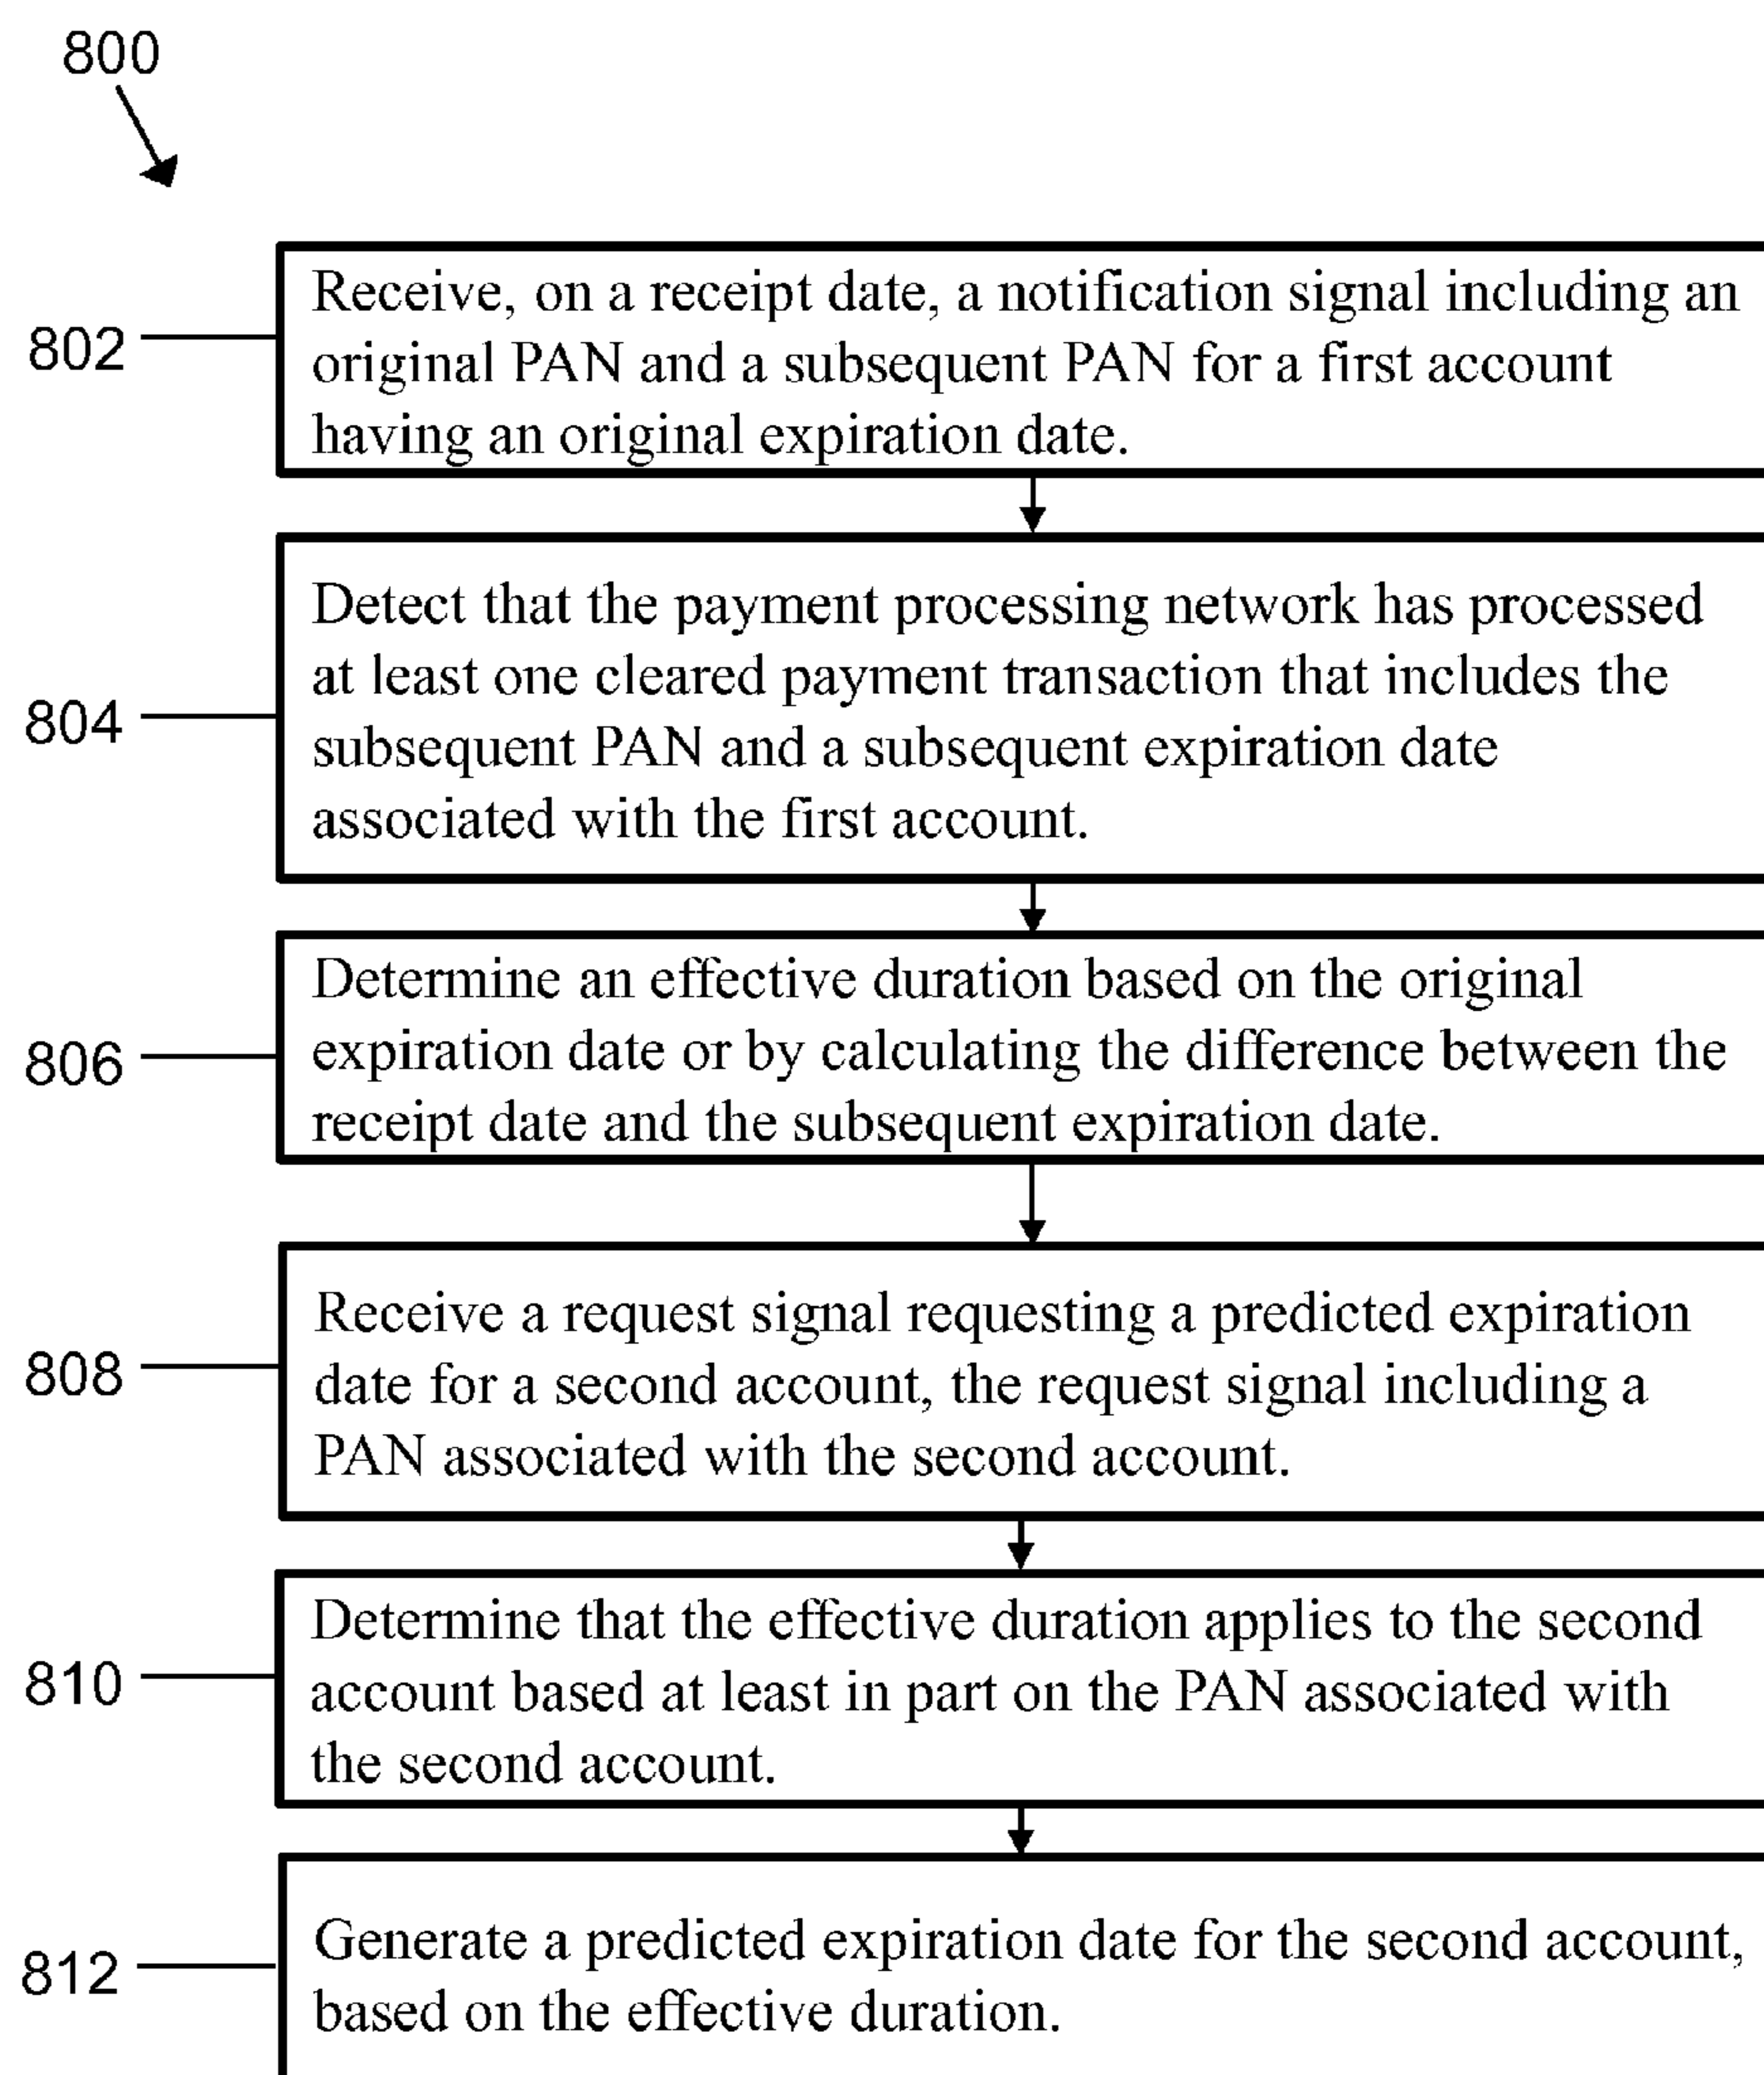 800
802
Receive, on a receipt date, a notification signal including an
original PAN and a subsequent PAN for a first account
having an original expiration date.
804
Detect that the payment processing network has processed
at least one cleared payment transaction that includes the
subsequent PAN and a subsequent expiration date
associated with the first account.
806
Determine an effective duration based on the original
expiration date or by calculating the difference between the
receipt date and the subsequent expiration date.
808
Receive a request signal requesting a predicted expiration
date for a second account, the request signal including a
PAN associated with the second account.
810
Determine that the effective duration applies to the second
account based at least in part on the PAN associated with
the second account.
812
Generate a predicted expiration date for the second account,
based on the effective duration.